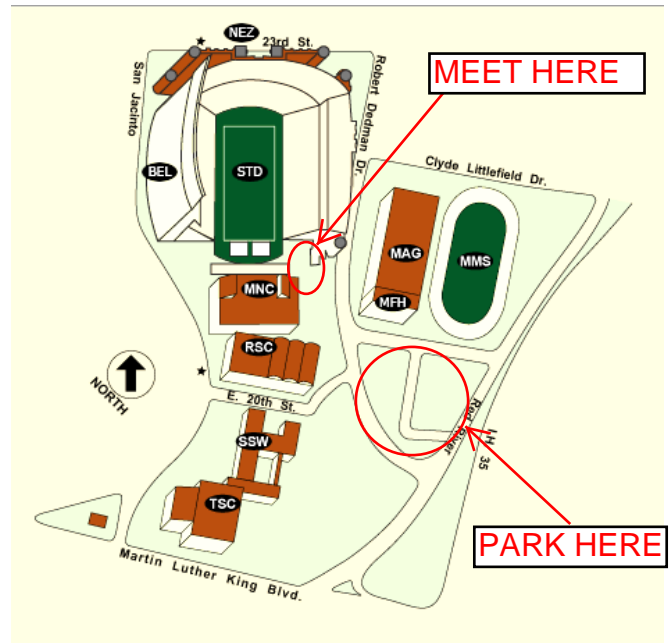 NEZ
23rd St.
San Jacinto
Robert Dedman Dr.
MEET HERE
BEL
STD
Clyde Littlefield Dr.
MAG
MMS
MNC
MFH
RSC
NORTH
E. 20th St.
Red River
I.H. 35
SSW
TSC
PARK HERE
Martin Luther King Blvd.